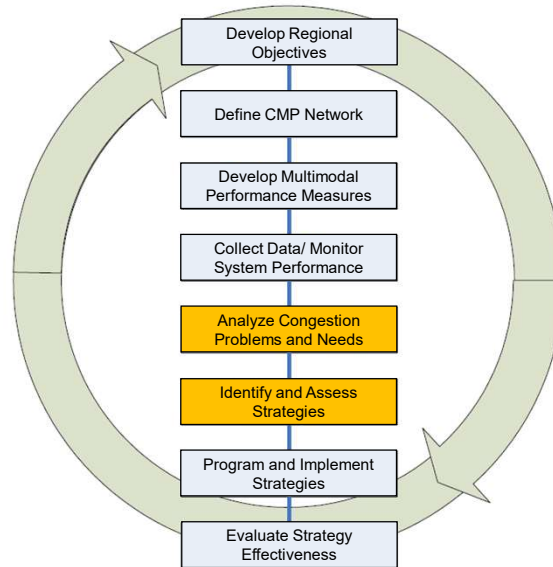 Develop Regional
Objectives
Define CMP Network
Develop Multimodal
Performance Measures
Collect Data/ Monitor
System Performance
Analyze Congestion
Problems and Needs
Identify and Assess
Strategies
Program and Implement
Strategies
Evaluate Strategy
Effectiveness